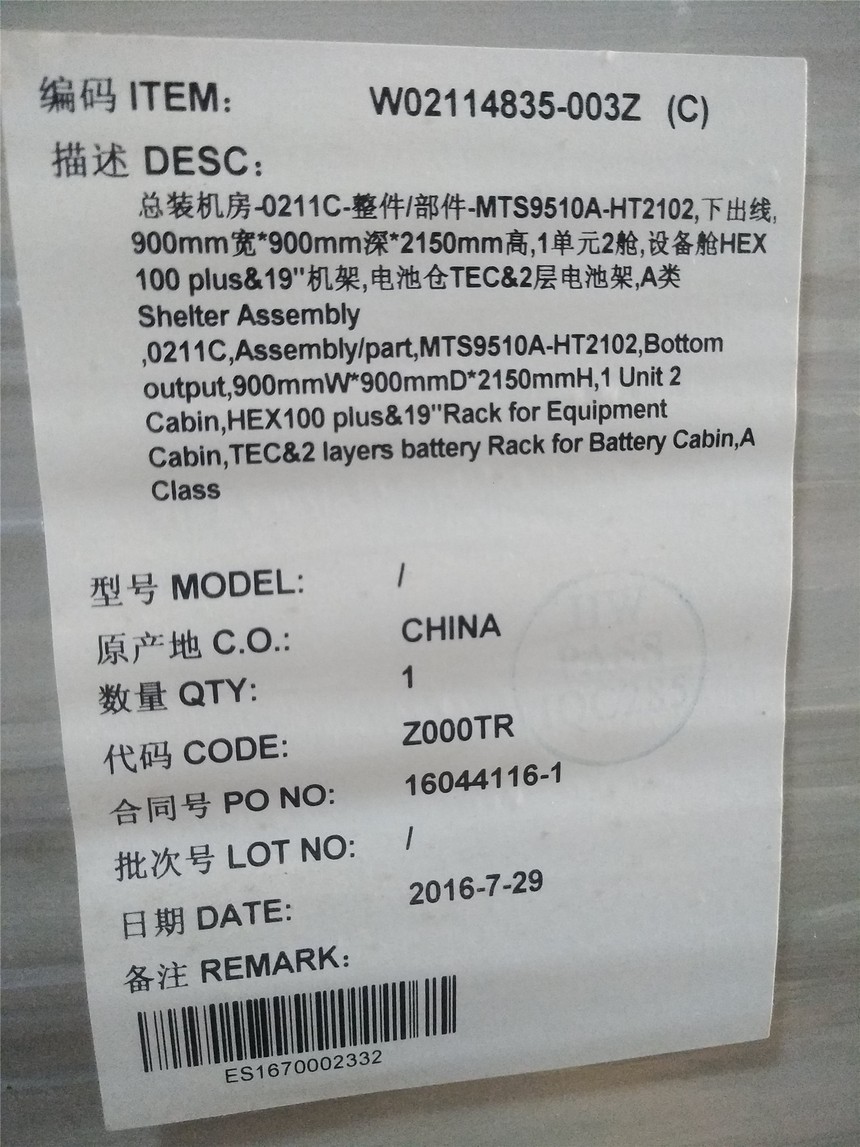 编码 ITEM: W02114835-003Z (C)
描述 DESC:
总装机房-0211C-整件/部件-MTS9510A-HT2102,下出线,
900mm宽*900mm深*2150mm高,1单元2舱,设备舱HEX
100 plus&19"机架,电池仓TEC&2层电池架,A类
Shelter Assembly
,0211C,Assembly/part,MTS9510A-HT2102,Bottom
output,900mmW*900mmD*2150mmH,1 Unit 2
Cabin,HEX100 plus&19"Rack for Equipment
Cabin,TEC&2 layers battery Rack for Battery Cabin,A
Class
型号 MODEL: /
原产地 C.O.: CHINA
数量 QTY: 1
代码 CODE: Z000TR
合同号 PO NO: 16044116-1
批次号 LOT NO: /
日期 DATE: 2016-7-29
备注 REMARK:
ES1670002332